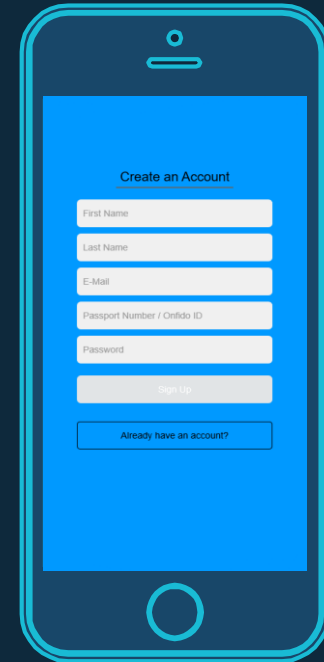 Create an Account
First Name
Last Name
E-Mail
Passport Number / Onfido ID
Password
Sign Up
Already have an account?